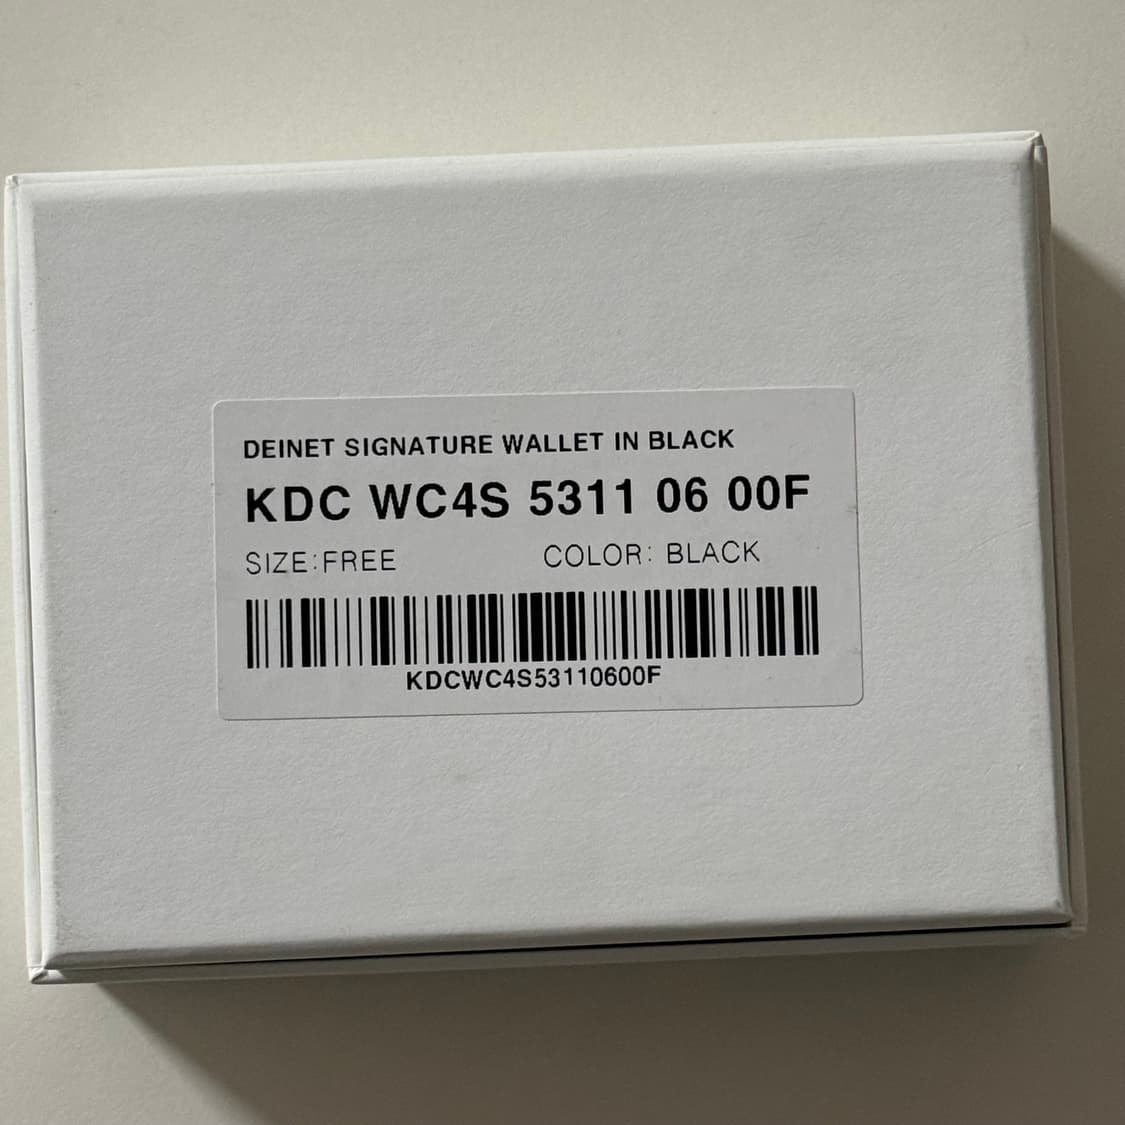 DEINET SIGNATURE WALLET IN BLACK
KDC WC4S 5311 06 00F
SIZE:FREE COLOR: BLACK
KDCWC4S53110600F